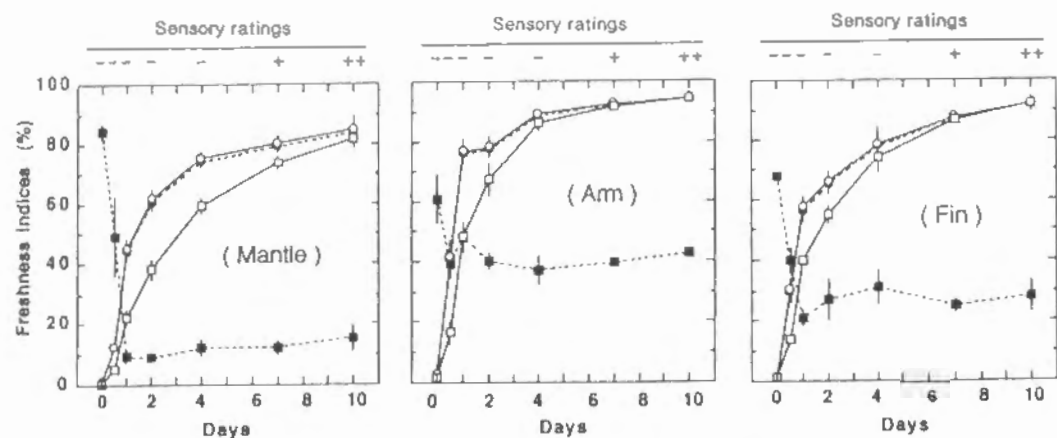 Sensory ratings Sensory ratings Sensory ratings
– – – – – + ++
– – – – – + ++
– – – – – + ++
Freshness Indices (%)
100
80
60
40
20
0
( Mantle )
( Arm )
( Fin )
0 2 4 6 8 10
0 2 4 6 8 10
0 2 4 8 10
Days Days Days